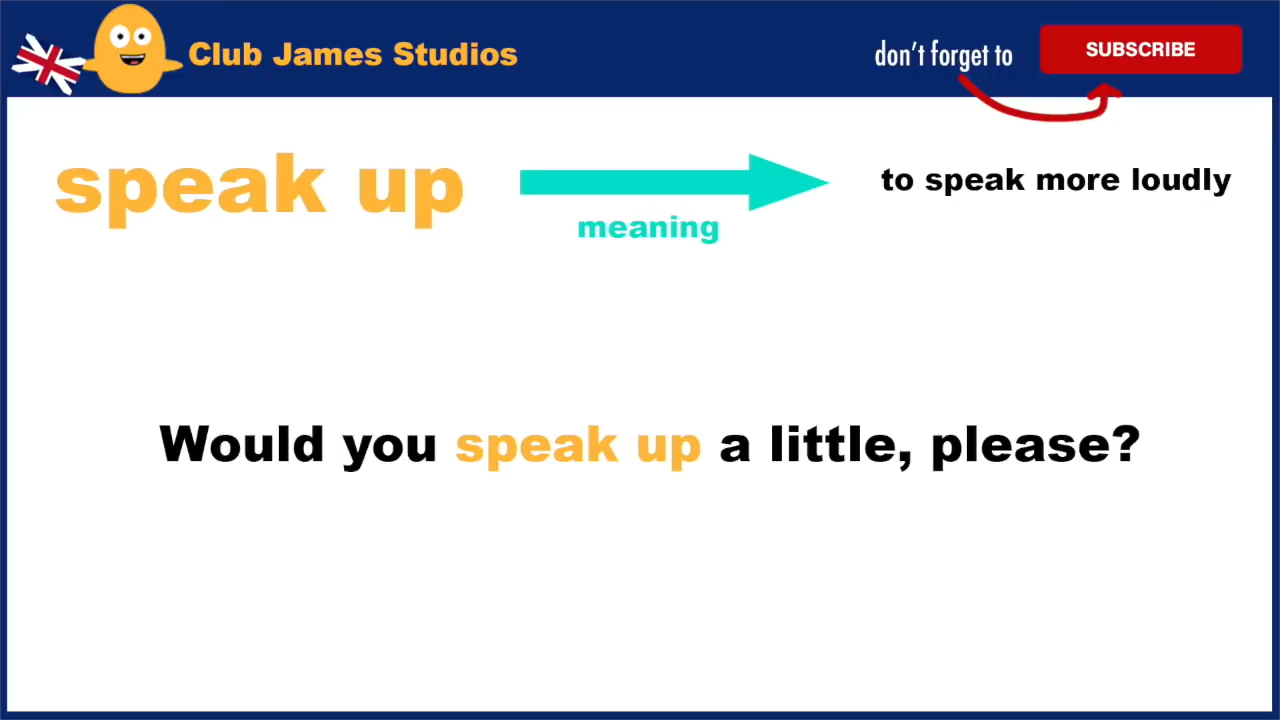 Club James Studios
don't forget to
SUBSCRIBE
speak up
meaning
to speak more loudly
Would you speak up a little, please?